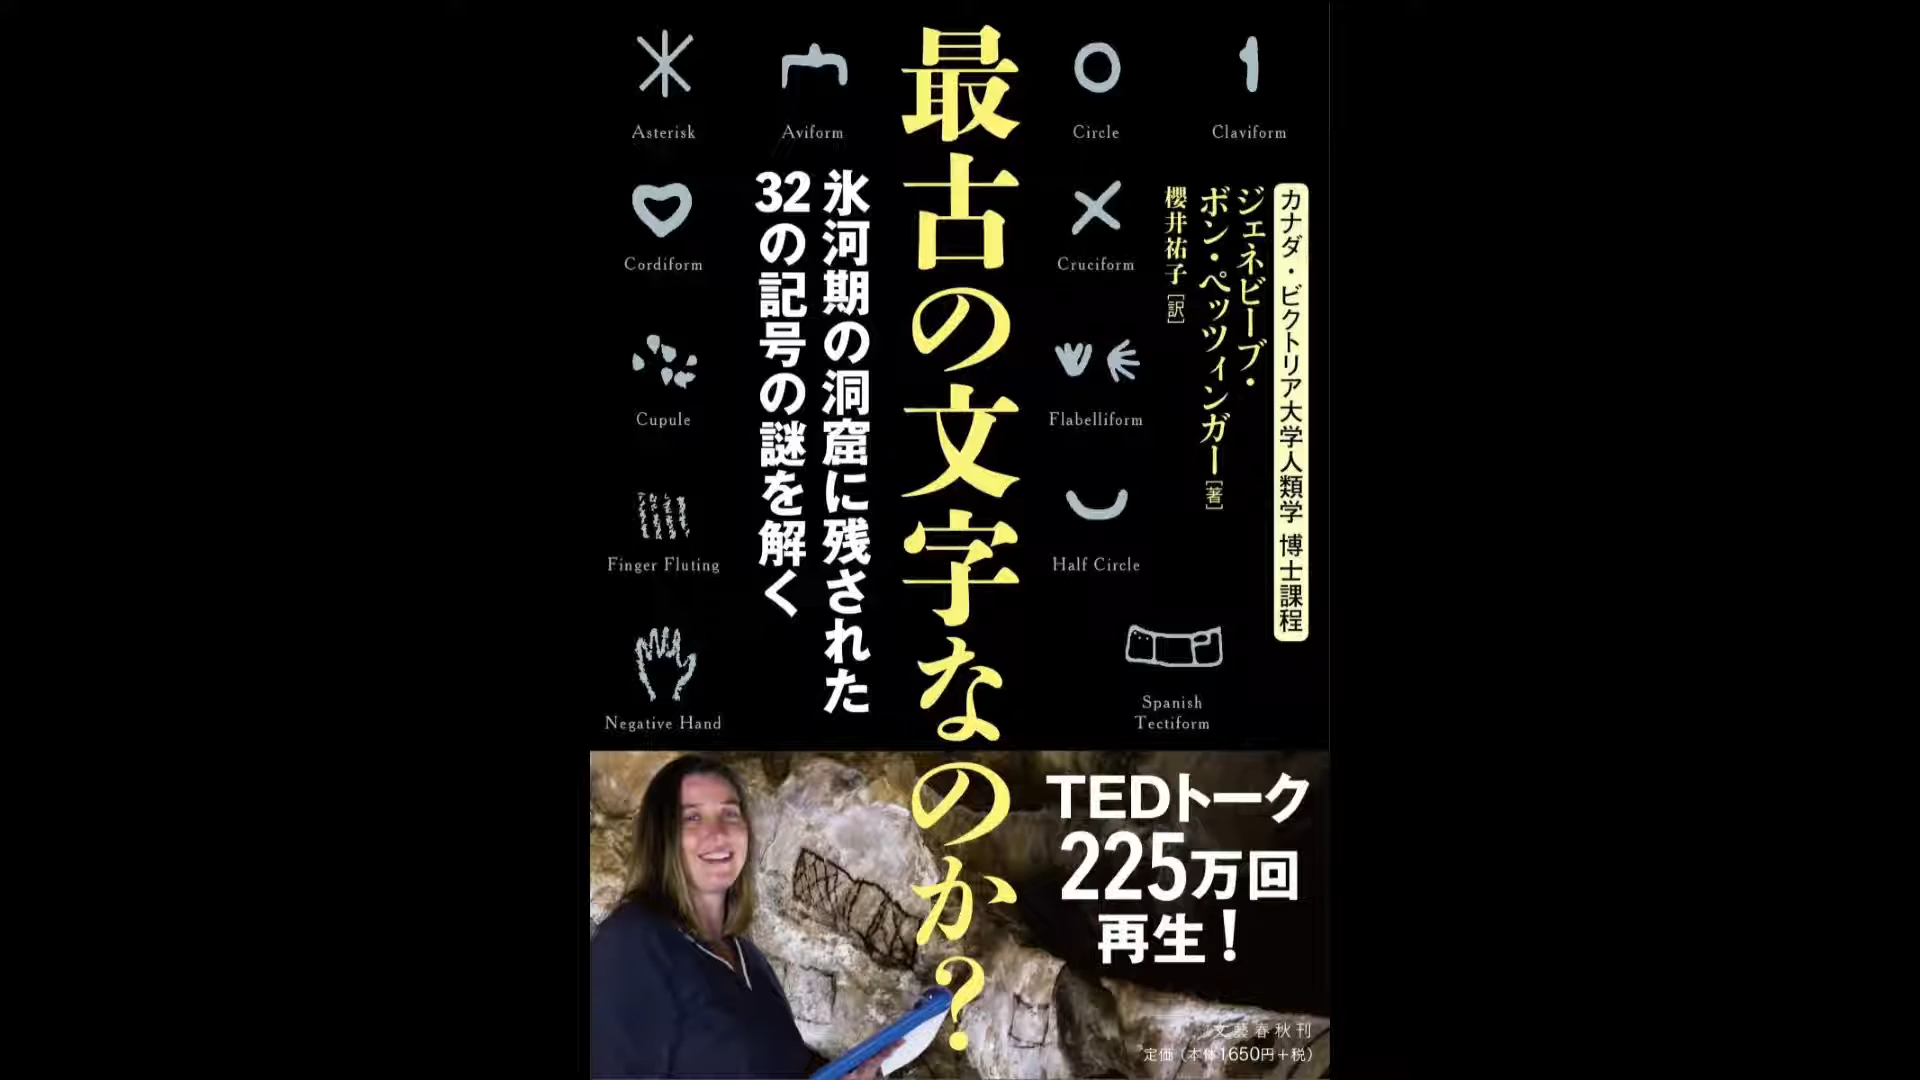 最古の文字なのか?
氷河期の洞窟に残された
32の記号の謎を解く
カナダ・ビクトリア大学人類学 博士課程
ジェネビーブ・
ボン・ペッツィンガー[著]
櫻井祐子[訳]
Asterisk
Aviform
Circle
Claviform
Cordiform
Cruciform
Cupule
Flabelliform
Finger Fluting
Half Circle
Negative Hand
Spanish
Tectiform
TEDトーク
225万回
再生!
文藝春秋刊
定価(本体1650円+税)